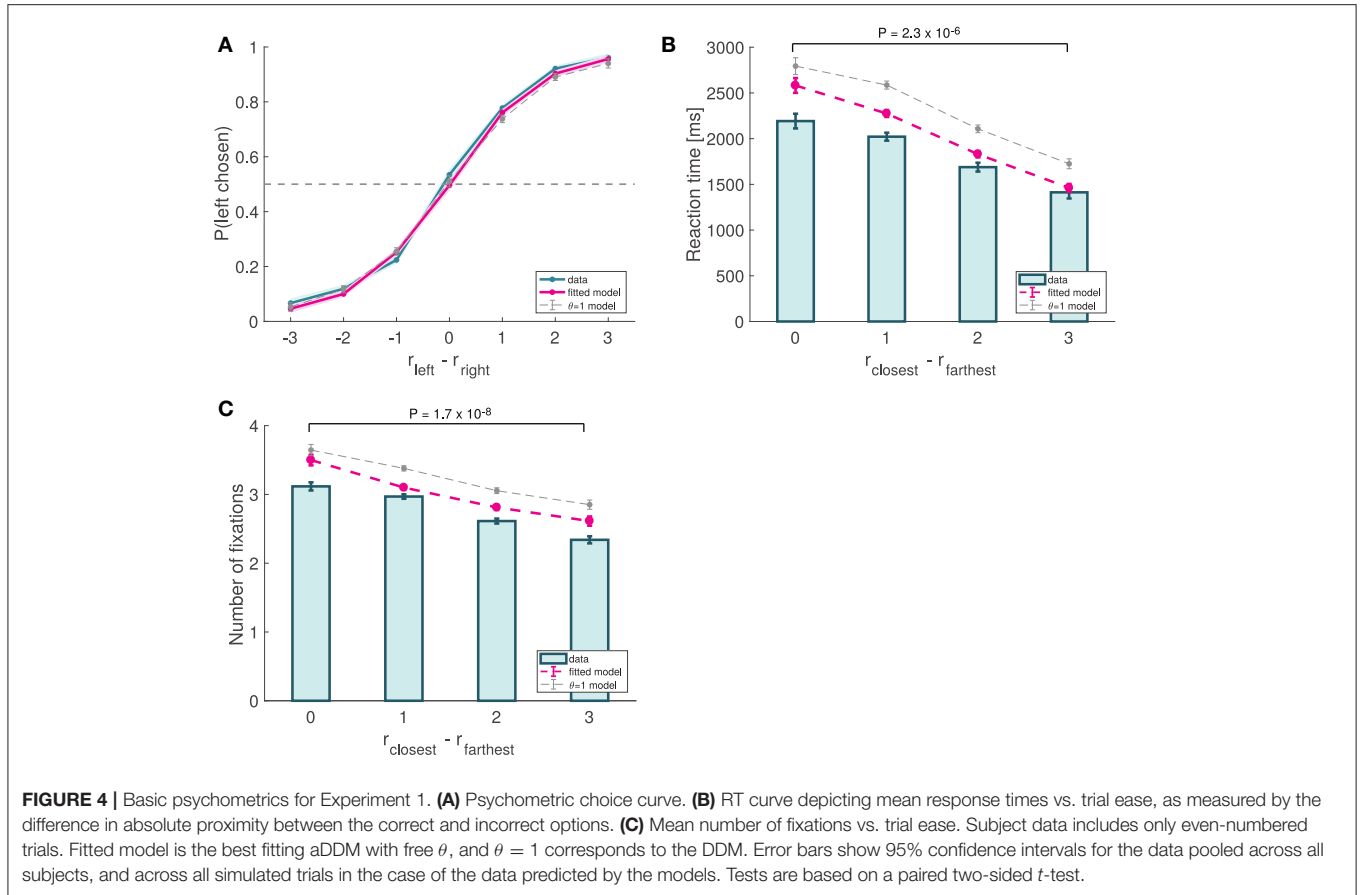 A
P(left chosen)
1
0.8
0.6
0.4
0.2
0
-3 -2 -1 0 1 2 3
r_left - r_right
data
fitted model
θ=1 model
B
P = 2.3 x 10^-6
Reaction time [ms]
3000
2500
2000
1500
1000
500
0
0 1 2 3
r_closest - r_farthest
data
fitted model
θ=1 model
C
P = 1.7 x 10^-8
Number of fixations
4
3
2
1
0
0 1 2 3
r_closest - r_farthest
data
fitted model
θ=1 model
FIGURE 4 | Basic psychometrics for Experiment 1. (A) Psychometric choice curve. (B) RT curve depicting mean response times vs. trial ease, as measured by the
difference in absolute proximity between the correct and incorrect options. (C) Mean number of fixations vs. trial ease. Subject data includes only even-numbered
trials. Fitted model is the best fitting aDDM with free θ, and θ = 1 corresponds to the DDM. Error bars show 95% confidence intervals for the data pooled across all
subjects, and across all simulated trials in the case of the data predicted by the models. Tests are based on a paired two-sided t-test.